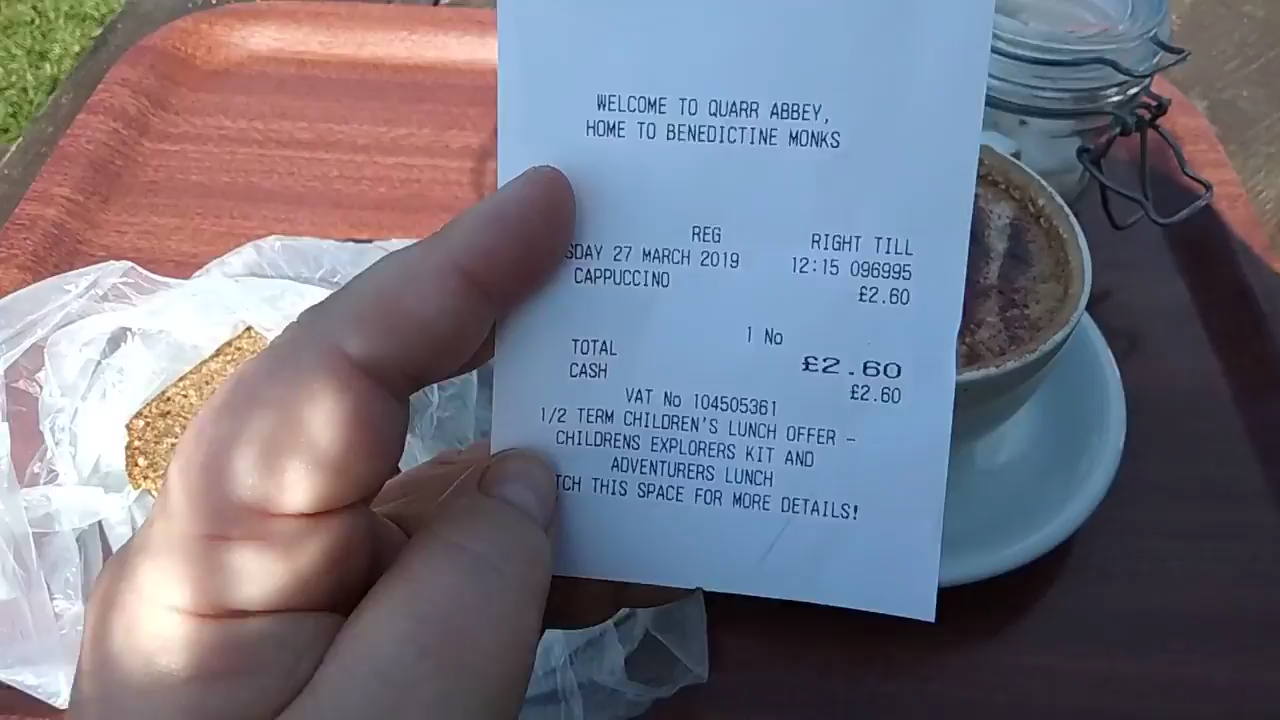 WELCOME TO QUARR ABBEY,
HOME TO BENEDICTINE MONKS
REG RIGHT TILL
SDAY 27 MARCH 2019 12:15 096995
CAPPUCCINO £2.60
1 No
TOTAL £2.60
CASH £2.60
VAT No 104505361
1/2 TERM CHILDREN'S LUNCH OFFER -
CHILDRENS EXPLORERS KIT AND
ADVENTURERS LUNCH
TCH THIS SPACE FOR MORE DETAILS!